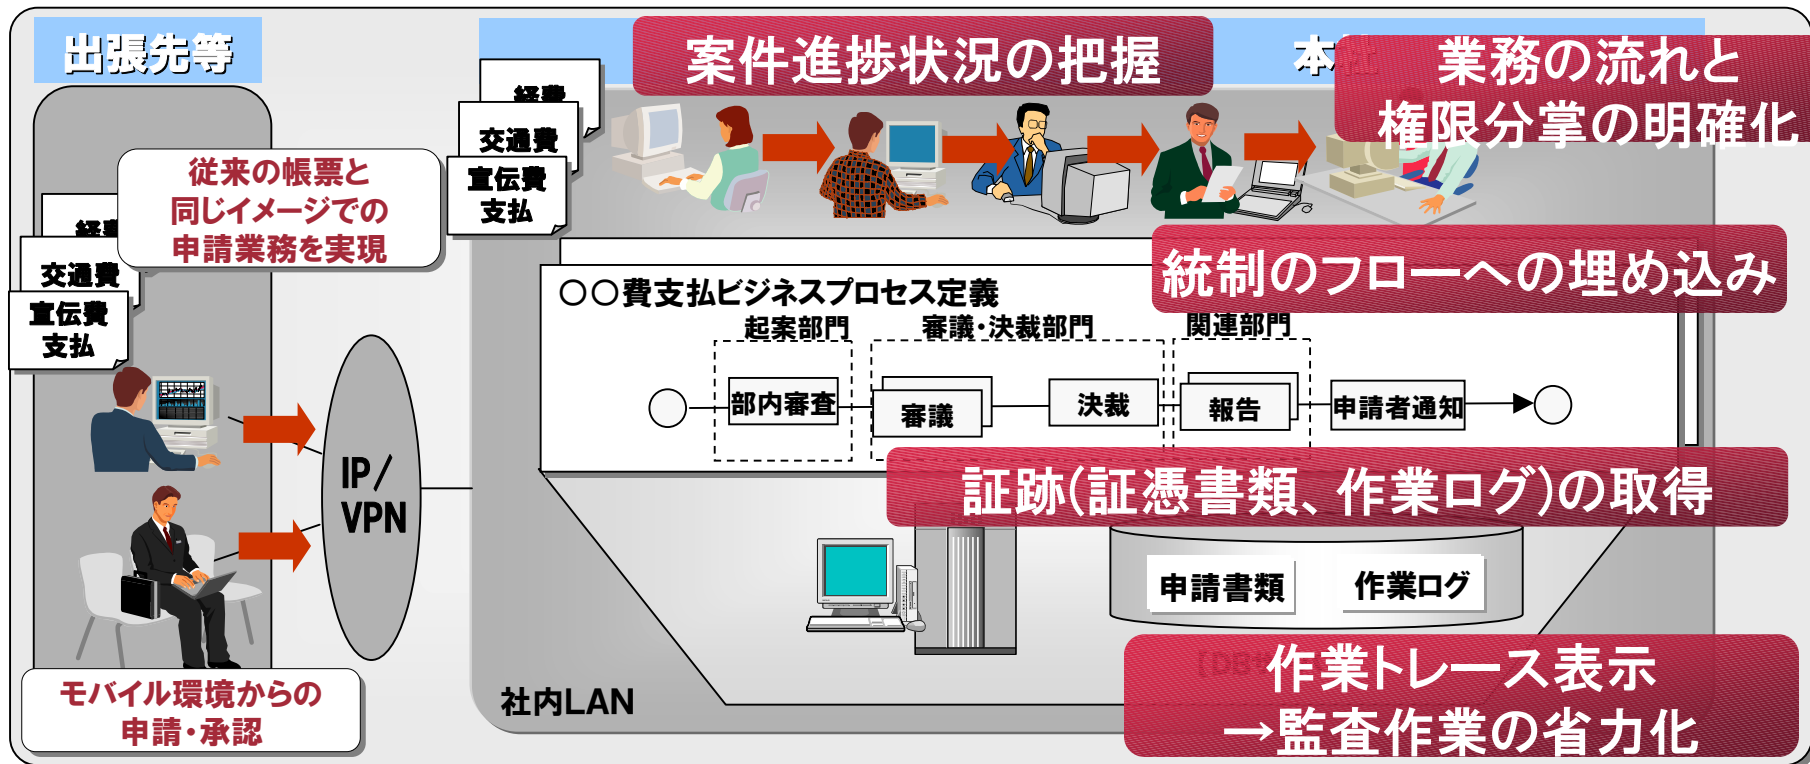 出張先等
案件進捗状況の把握
本社
業務の流れと
権限分掌の明確化
経費
交通費
宣伝費
支払
従来の帳票と
同じイメージでの
申請業務を実現
経費
交通費
宣伝費
支払
統制のフローへの埋め込み
〇〇費支払ビジネスプロセス定義
起案部門
審議・決裁部門
関連部門
部内審査
審議
決裁
報告
申請者通知
IP/
VPN
証跡(証憑書類、作業ログ)の取得
申請書類
作業ログ
モバイル環境からの
申請・承認
社内LAN
作業トレース表示
→監査作業の省力化